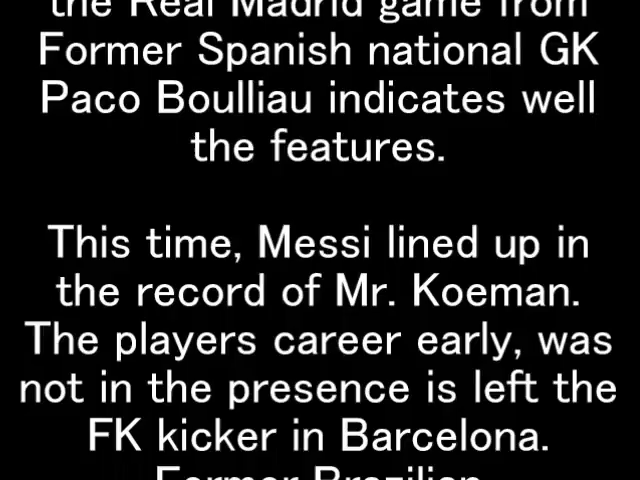 the Real Madrid game from
Former Spanish national GK
Paco Boulliau indicates well
the features.
This time, Messi lined up in
the record of Mr. Koeman.
The players career early, was
not in the presence is left the
FK kicker in Barcelona.
Former Brazilian